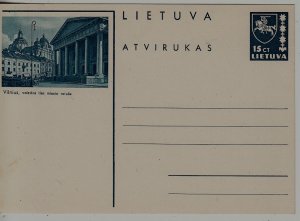 LIETUVA
ATVIRUKAS
15 CT
LIETUVA
Vilnius,